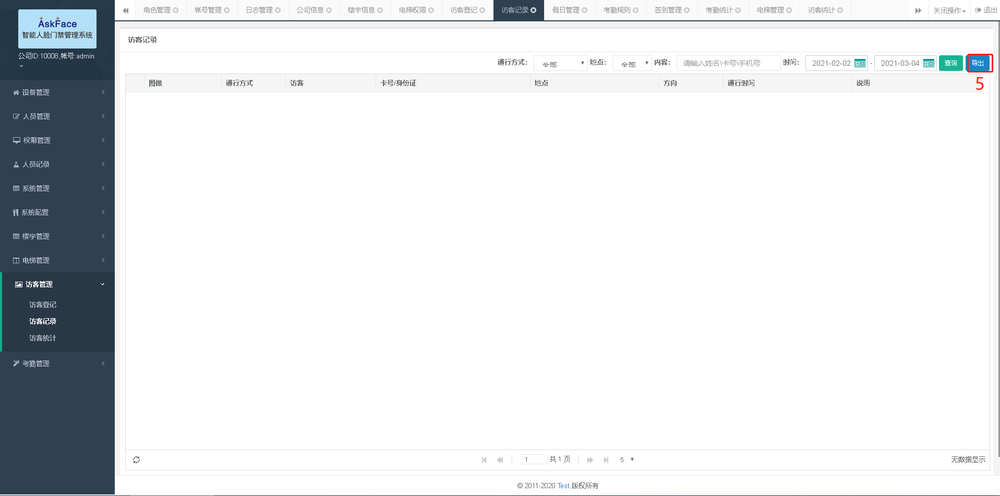 AskFace
智能人脸门禁管理系统
公司ID:10008,帐号:admin
设备管理
人员管理
权限管理
人员记录
系统管理
系统配置
楼宇管理
电梯管理
访客管理
访客登记
访客记录
访客统计
考勤管理
角色管理 帐号管理 日志管理 公司信息 楼宇信息 电梯权限 访客登记 访客记录 假日管理 考勤规则 签到管理 考勤统计 电梯管理 访客统计 关闭操作 退出
访客记录
通行方式: 全部 地点: 全部 内容: 请输入姓名\卡号\手机号 时间: 2021-02-02 - 2021-03-04 查询 导出
5
图像 通行方式 访客 卡号/身份证 地点 方向 通行时间 说明
1 共 1 页 5 无数据显示
© 2011-2020 Test 版权所有